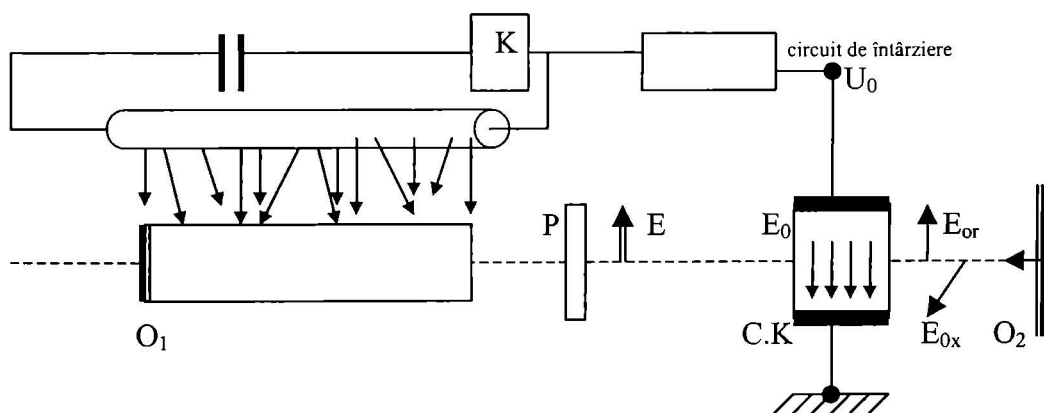 K
circuit de întârziere
U₀
P
E
E₀
Eₒᵣ
O₁
C.K
E₀ₓ
O₂